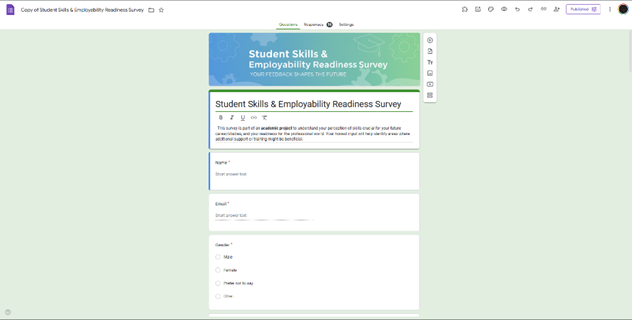 Copy of Student Skills & Employability Readiness Survey
Published
Questions Responses Settings
Student Skills &
Employability Readiness Survey
YOUR FEEDBACK SHAPES THE FUTURE
Student Skills & Employability Readiness Survey
B I U
This survey is part of an academic project to understand your perception of skills crucial for your future
career/studies, and your readiness for the professional world. Your honest input will help identify areas where
additional support or training might be beneficial.
Name *
Short answer text
Email *
Short answer text
Gender *
Male
Female
Prefer not to say
Other